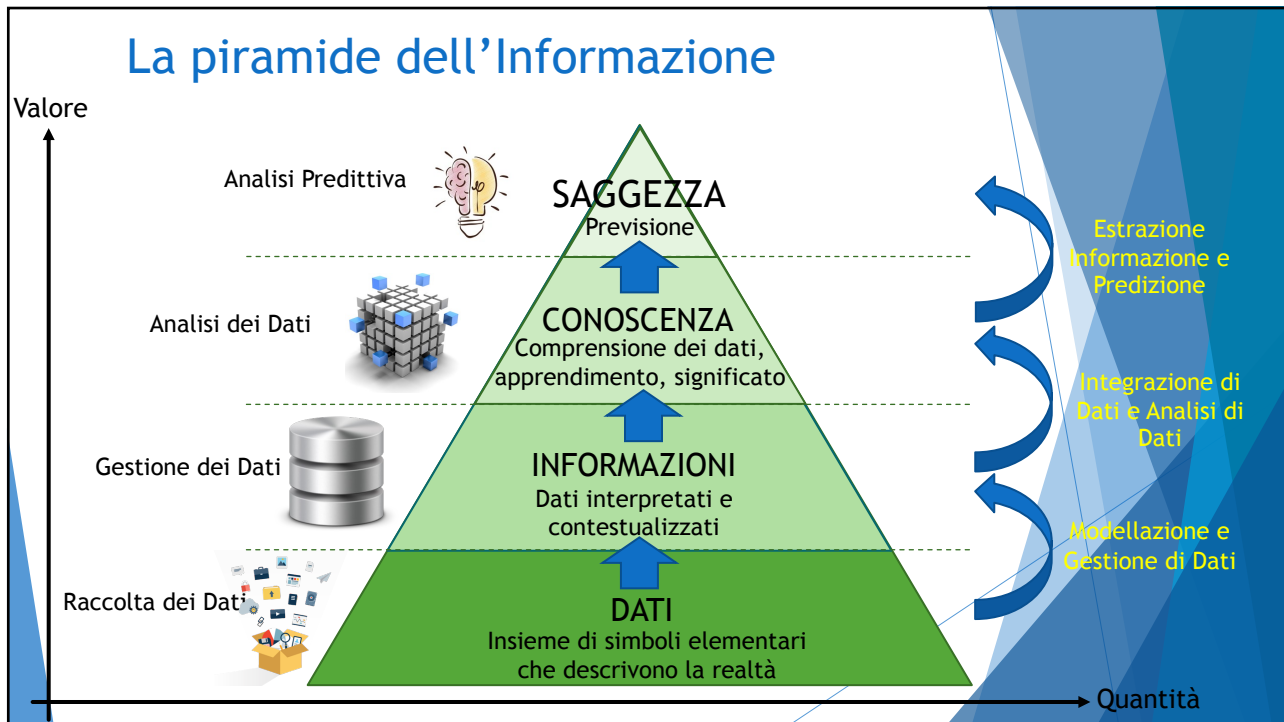 La piramide dell’Informazione
Valore
Analisi Predittiva
SAGGEZZA
Previsione
Estrazione
Informazione e
Predizione
Analisi dei Dati
CONOSCENZA
Comprensione dei dati,
apprendimento, significato
Integrazione di
Dati e Analisi di
Dati
Gestione dei Dati
INFORMAZIONI
Dati interpretati e
contestualizzati
Modellazione e
Gestione di Dati
Raccolta dei Dati
DATI
Insieme di simboli elementari
che descrivono la realtà
Quantità